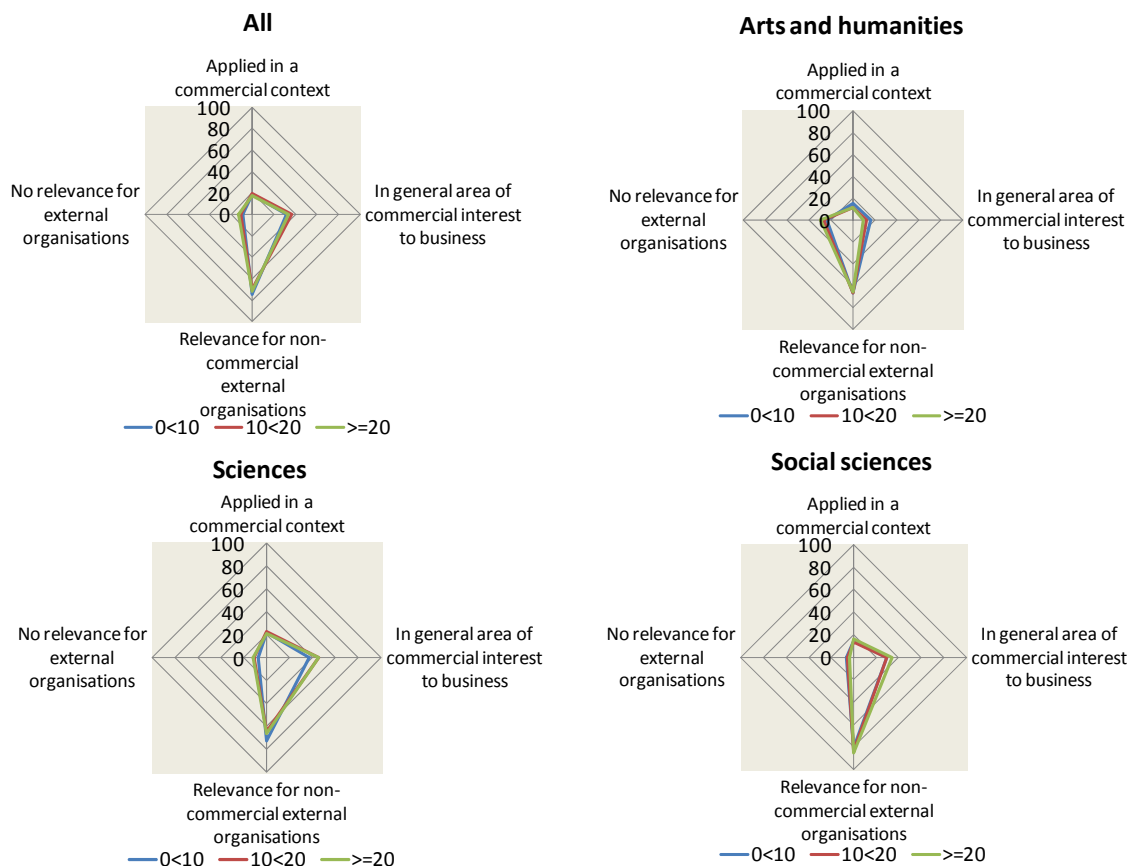 All
Applied in a
commercial context
100
80
60
40
20
0
No relevance for
external
organisations
In general area of
commercial interest
to business
Relevance for non-
commercial
external
organisations
0<10
10<20
>=20
Arts and humanities
Applied in a
commercial context
100
80
60
40
20
0
No relevance for
external
organisations
In general area of
commercial interest
to business
Relevance for non-
commercial external
organisations
0<10
10<20
>=20
Sciences
Applied in a
commercial context
100
80
60
40
20
0
No relevance for
external
organisations
In general area of
commercial interest
to business
Relevance for non-
commercial external
organisations
0<10
10<20
>=20
Social sciences
Applied in a
commercial context
100
80
60
40
20
0
No relevance for
external
organisations
In general area of
commercial interest
to business
Relevance for non-
commercial external
organisations
0<10
10<20
>=20